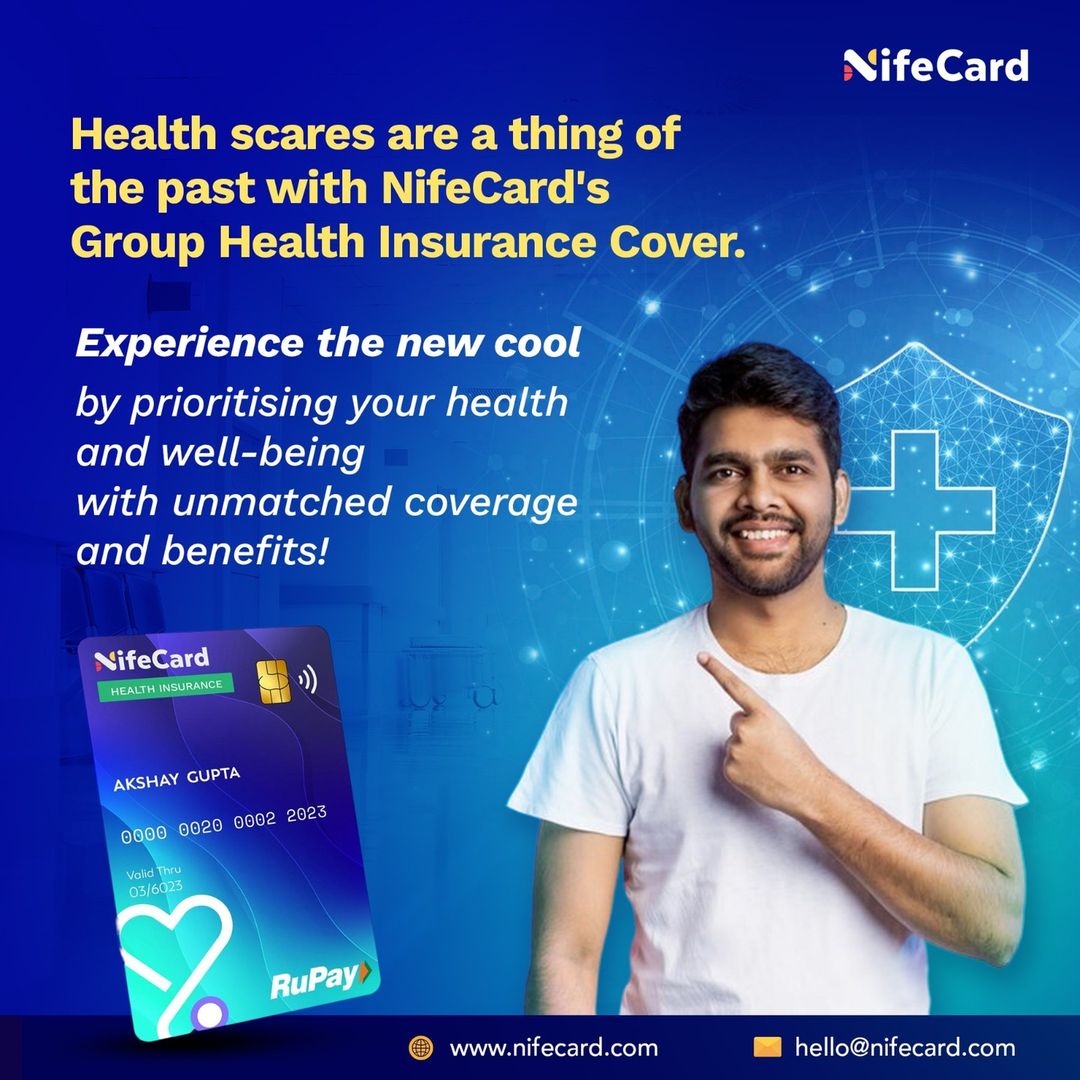 NifeCard
Health scares are a thing of
the past with NifeCard's
Group Health Insurance Cover.
Experience the new cool
by prioritising your health
and well-being
with unmatched coverage
and benefits!
NifeCard
HEALTH INSURANCE
AKSHAY GUPTA
0000 0020 0002 2023
Valid Thru
03/6023
RuPay
www.nifecard.com
hello@nifecard.com